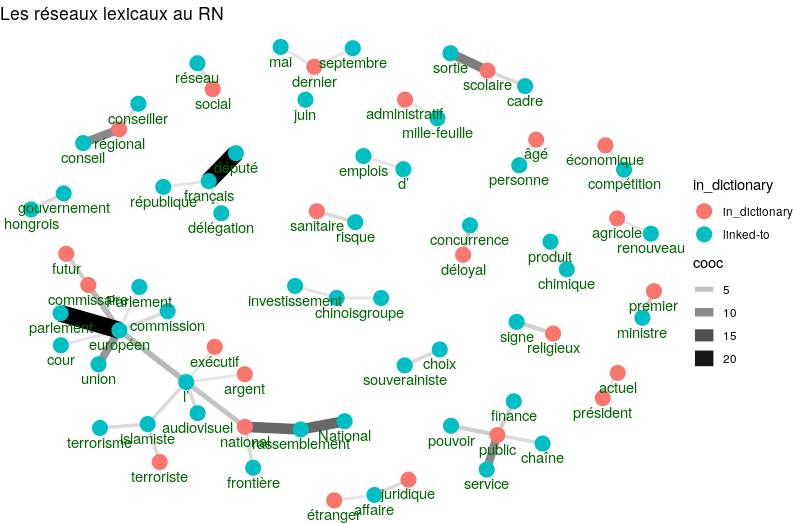 Les réseaux lexicaux au RN
mai
septembre
dernier
juin
réseau
social
sortie
scolaire
cadre
conseiller
régional
conseil
administratif
mille-feuille
député
français
république
délégation
emplois
d'
âgé
personne
économique
compétition
gouvernement
hongrois
sanitaire
risque
concurrence
déloyal
produit
chimique
agricole
renouveau
futur
commissaire
Parlement
parlement
commission
européen
cour
union
investissement
chinois
groupe
signe
religieux
premier
ministre
exécutif
argent
l'
choix
souverainiste
actuel
président
terrorisme
islamiste
audiovisuel
national
rassemblement
National
terroriste
frontière
finance
pouvoir
public
chaîne
service
étranger
affaire
juridique
in_dictionary
in_dictionary
linked-to
cooc
5
10
15
20